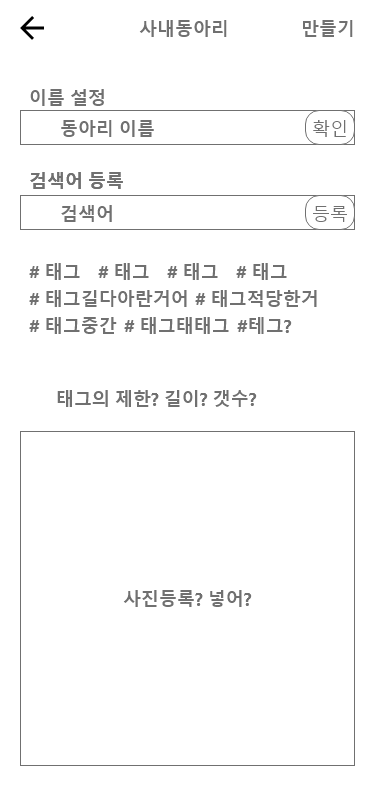 사내동아리 만들기
이름 설정
동아리 이름 확인
검색어 등록
검색어 등록
# 태그 # 태그 # 태그 # 태그
# 태그길다아란거어 # 태그적당한거
# 태그중간 # 태그태태그 #테그?
태그의 제한? 길이? 갯수?
사진등록? 넣어?